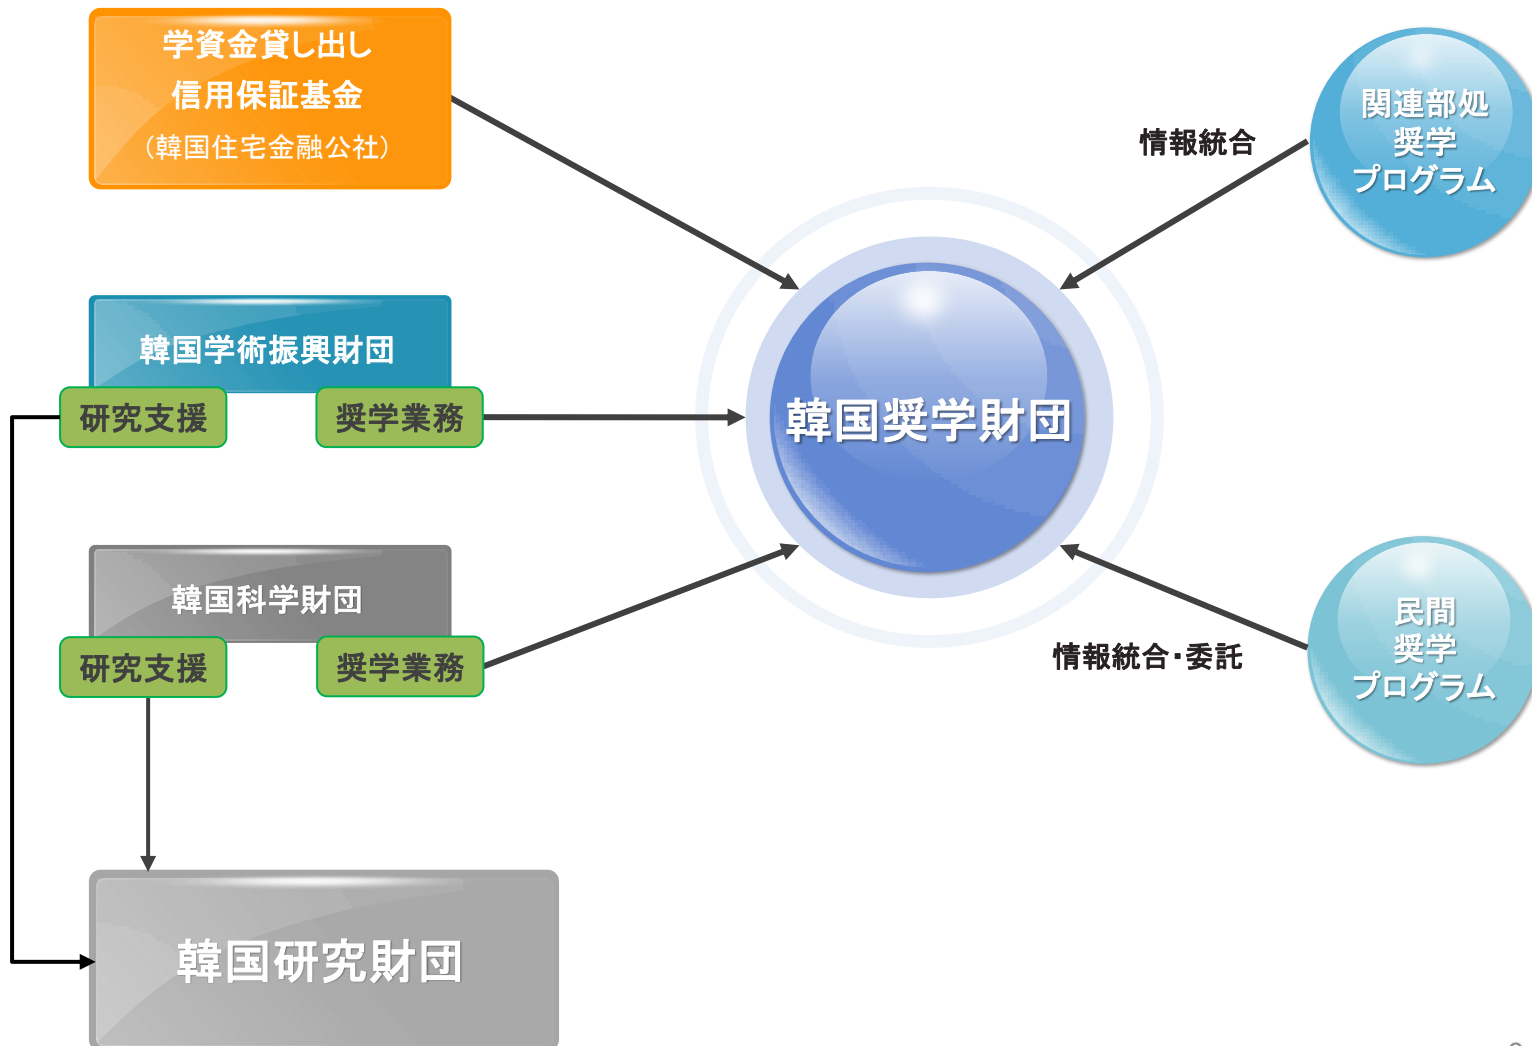 学資金貸し出し
信用保証基金
（韓国住宅金融公社）
関連部処
奨学
プログラム
情報統合
韓国学術振興財団
研究支援
奨学業務
韓国奨学財団
韓国科学財団
研究支援
奨学業務
情報統合・委託
民間
奨学
プログラム
韓国研究財団